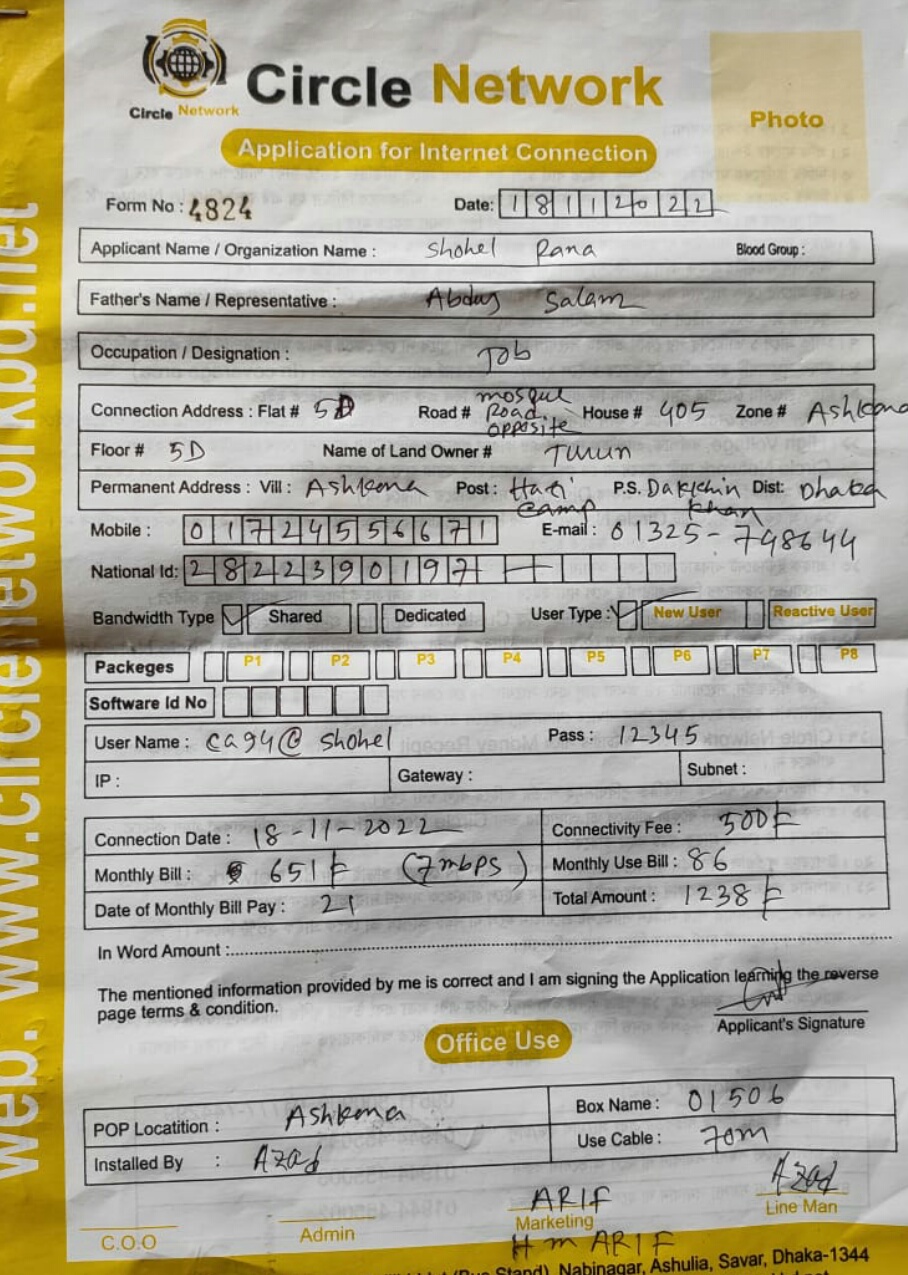 Circle Network
Circle Network
Photo
Application for Internet Connection
Form No : 4824 Date: 18112022
Applicant Name / Organization Name : Shohel Rana Blood Group :
Father's Name / Representative : Abdus Salam
Occupation / Designation : Job
Connection Address : Flat # 5D Road # mosque Road opposite House # 405 Zone # Ashkona
Floor # 5D Name of Land Owner # Turun
Permanent Address : Vill : Ashkona Post : Hati camp P.S. Dakkhin khan Dist: Dhaka
Mobile : 01724556671 E-mail : 01325-798644
National Id: 2822390197
Bandwidth Type Shared Dedicated User Type : New User Reactive User
Packeges P1 P2 P3 P4 P5 P6 P7 P8
Software Id No
User Name : ca94@shohel Pass : 12345
IP : Gateway : Subnet :
Connection Date : 18-11-2022 Connectivity Fee : 500
Monthly Bill : 651 (7mbps) Monthly Use Bill : 86
Date of Monthly Bill Pay : 21 Total Amount : 1238
In Word Amount :
The mentioned information provided by me is correct and I am signing the Application learning the reverse
page terms & condition.
Applicant's Signature
Office Use
POP Locatition : Ashkona Box Name : 01506
Installed By : Azad Use Cable : 70m
ARIF Azad
C.O.O Admin Marketing Line Man
H m ARIF
Stand), Nabinagar, Ashulia, Savar, Dhaka-1344
web. www.circlenetworkbd.net